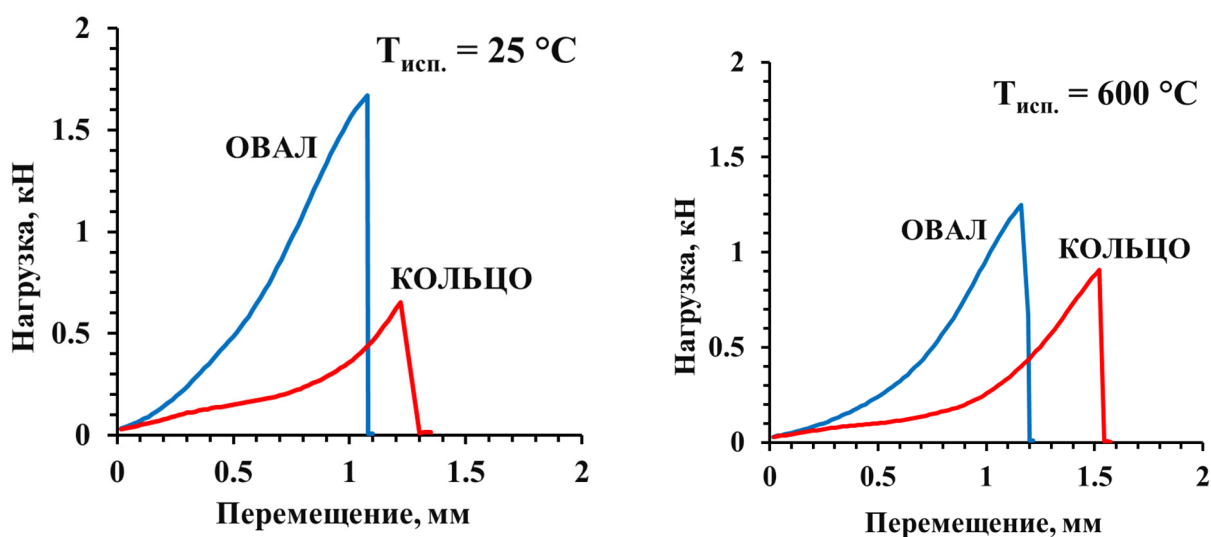 2
1.5
1
0.5
0
0
0.5
1
1.5
2
Нагрузка, кН
Перемещение, мм
Tисп. = 25 °C
ОВАЛ
КОЛЬЦО
2
1.5
1
0.5
0
0
0.5
1
1.5
2
Нагрузка, кН
Перемещение, мм
Tисп. = 600 °C
ОВАЛ
КОЛЬЦО